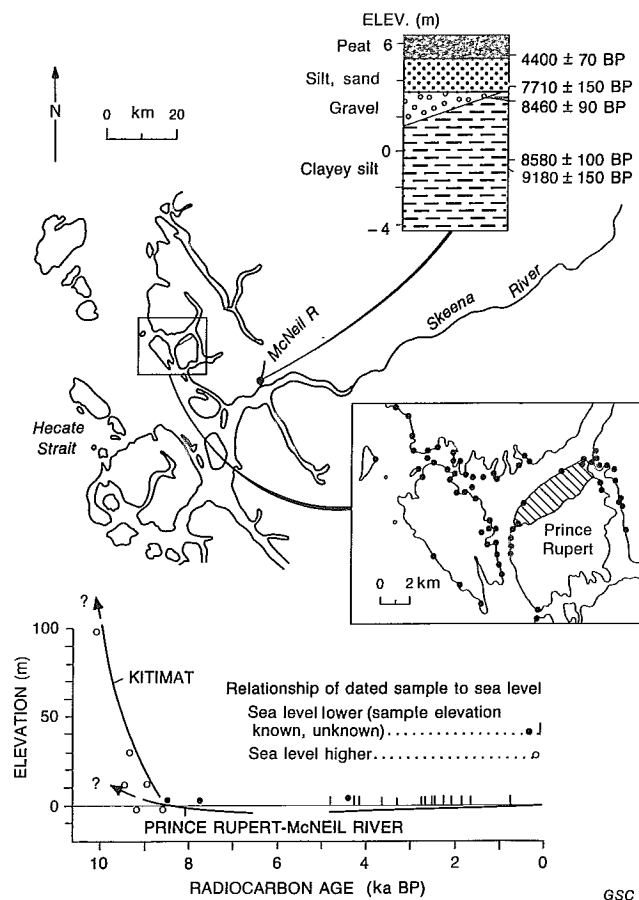 ELEV. (m)
Peat
6
4400 ± 70 BP
Silt, sand
7710 ± 150 BP
Gravel
8460 ± 90 BP
0
Clayey silt
8580 ± 100 BP
9180 ± 150 BP
– 4
N
km
0 20
McNeil R
Skeena River
Hecate
Strait
Prince
Rupert
0 2 km
?
100
KITIMAT
50
?
0
ELEVATION (m)
Relationship of dated sample to sea level
Sea level lower (sample elevation
known, unknown)
Sea level higher
PRINCE RUPERT-McNEIL RIVER
10 8 6 4 2 0
RADIOCARBON AGE (ka BP)
GSC